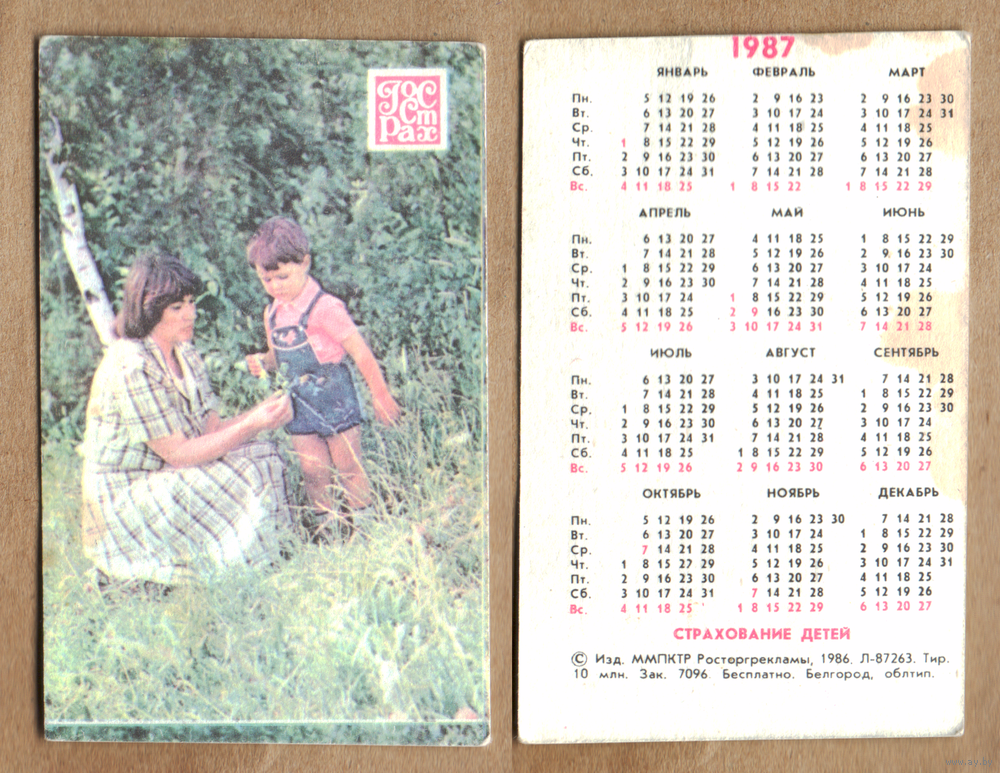 Гос
Ст
Рах
1987
ЯНВАРЬ ФЕВРАЛЬ МАРТ
Пн. 5 12 19 26 2 9 16 23 2 9 16 23 30
Вт. 6 13 20 27 3 10 17 24 3 10 17 24 31
Ср. 7 14 21 28 4 11 18 25 4 11 18 25
Чт. 1 8 15 22 29 5 12 19 26 5 12 19 26
Пт. 2 9 16 23 30 6 13 20 27 6 13 20 27
Сб. 3 10 17 24 31 7 14 21 28 7 14 21 28
Вс. 4 11 18 25 1 8 15 22 1 8 15 22 29
АПРЕЛЬ МАЙ ИЮНЬ
Пн. 6 13 20 27 4 11 18 25 1 8 15 22 29
Вт. 7 14 21 28 5 12 19 26 2 9 16 23 30
Ср. 1 8 15 22 29 6 13 20 27 3 10 17 24
Чт. 2 9 16 23 30 7 14 21 28 4 11 18 25
Пт. 3 10 17 24 1 8 15 22 29 5 12 19 26
Сб. 4 11 18 25 2 9 16 23 30 6 13 20 27
Вс. 5 12 19 26 3 10 17 24 31 7 14 21 28
ИЮЛЬ АВГУСТ СЕНТЯБРЬ
Пн. 6 13 20 27 3 10 17 24 31 7 14 21 28
Вт. 7 14 21 28 4 11 18 25 1 8 15 22 29
Ср. 1 8 15 22 29 5 12 19 26 2 9 16 23 30
Чт. 2 9 16 23 30 6 13 20 27 3 10 17 24
Пт. 3 10 17 24 31 7 14 21 28 4 11 18 25
Сб. 4 11 18 25 1 8 15 22 29 5 12 19 26
Вс. 5 12 19 26 2 9 16 23 30 6 13 20 27
ОКТЯБРЬ НОЯБРЬ ДЕКАБРЬ
Пн. 5 12 19 26 2 9 16 23 30 7 14 21 28
Вт. 6 13 20 27 3 10 17 24 1 8 15 22 29
Ср. 7 14 21 28 4 11 18 25 2 9 16 23 30
Чт. 1 8 15 27 29 5 12 19 26 3 10 17 24 31
Пт. 2 9 16 23 30 6 13 20 27 4 11 18 25
Сб. 3 10 17 24 31 7 14 21 28 5 12 19 26
Вс. 4 11 18 25 1 8 15 22 29 6 13 20 27
СТРАХОВАНИЕ ДЕТЕЙ
© Изд. ММПКТР Росторгрекламы, 1986. Л-87263. Тир.
10 млн. Зак. 7096. Бесплатно. Белгород, облтип.